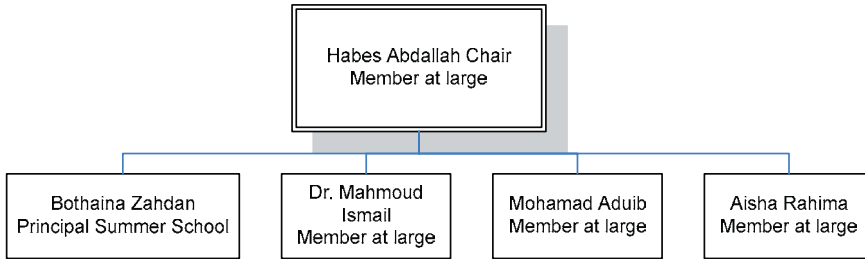 Habes Abdallah Chair
Member at large
Bothaina Zahdan
Principal Summer School
Dr. Mahmoud
Ismail
Member at large
Mohamad Aduib
Member at large
Aisha Rahima
Member at large